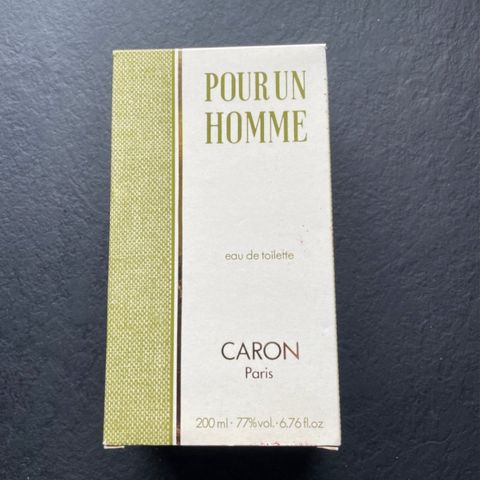 POUR UN
HOMME
eau de toilette
CARON
Paris
200 ml · 77% vol. · 6.76 fl.oz